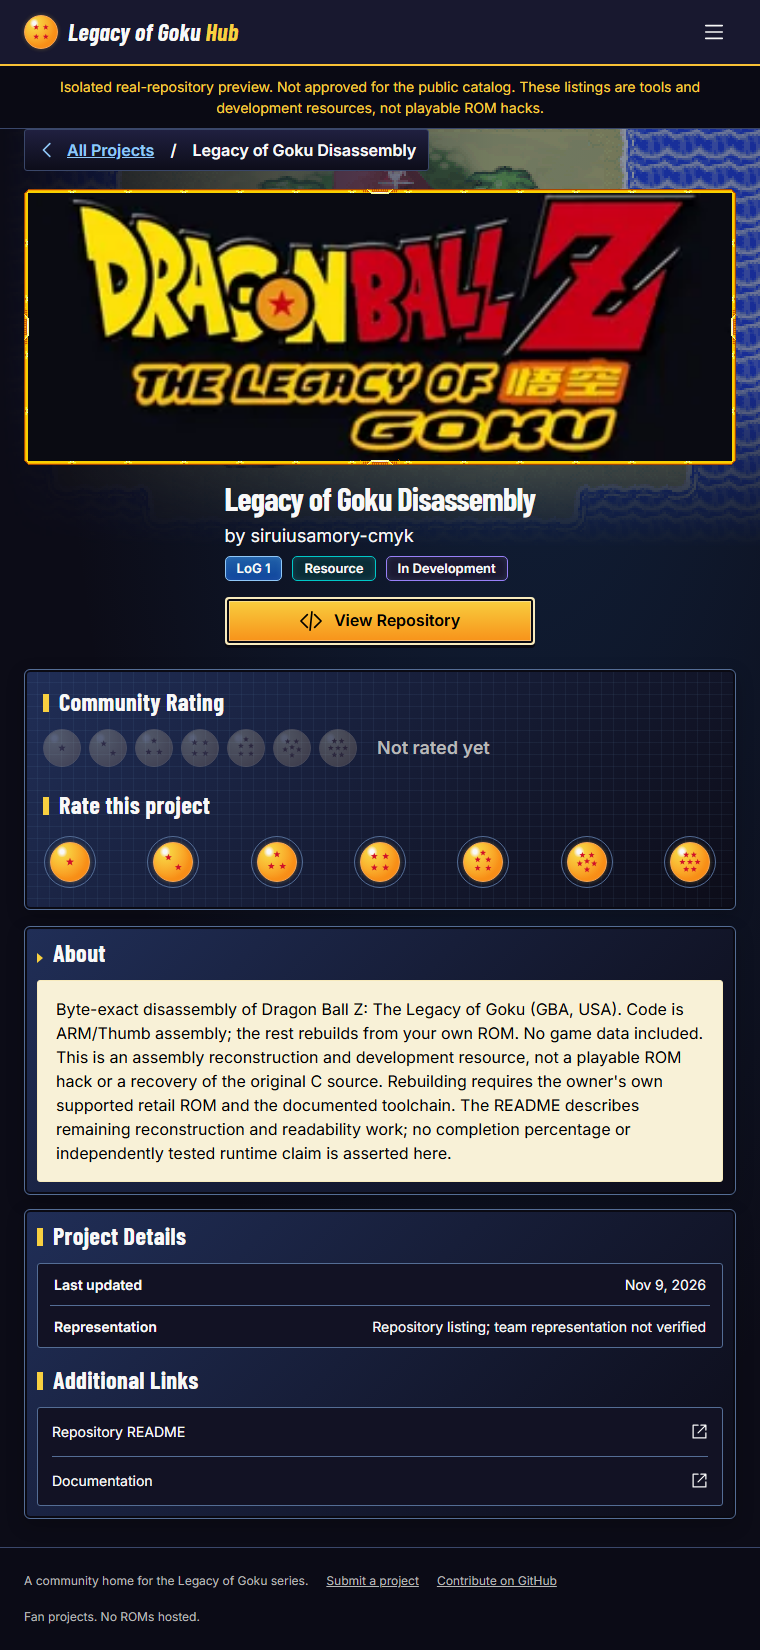 Legacy of Goku Hub
Isolated real-repository preview. Not approved for the public catalog. These listings are tools and
development resources, not playable ROM hacks.
All Projects / Legacy of Goku Disassembly
DRAGON BALL Z
THE LEGACY OF 悟空
GOKU
Legacy of Goku Disassembly
by siruiusamory-cmyk
LoG 1 Resource In Development
View Repository
Community Rating
Not rated yet
Rate this project
About
Byte-exact disassembly of Dragon Ball Z: The Legacy of Goku (GBA, USA). Code is
ARM/Thumb assembly; the rest rebuilds from your own ROM. No game data included.
This is an assembly reconstruction and development resource, not a playable ROM
hack or a recovery of the original C source. Rebuilding requires the owner's own
supported retail ROM and the documented toolchain. The README describes
remaining reconstruction and readability work; no completion percentage or
independently tested runtime claim is asserted here.
Project Details
Last updated Nov 9, 2026
Representation Repository listing; team representation not verified
Additional Links
Repository README
Documentation
A community home for the Legacy of Goku series. Submit a project Contribute on GitHub
Fan projects. No ROMs hosted.